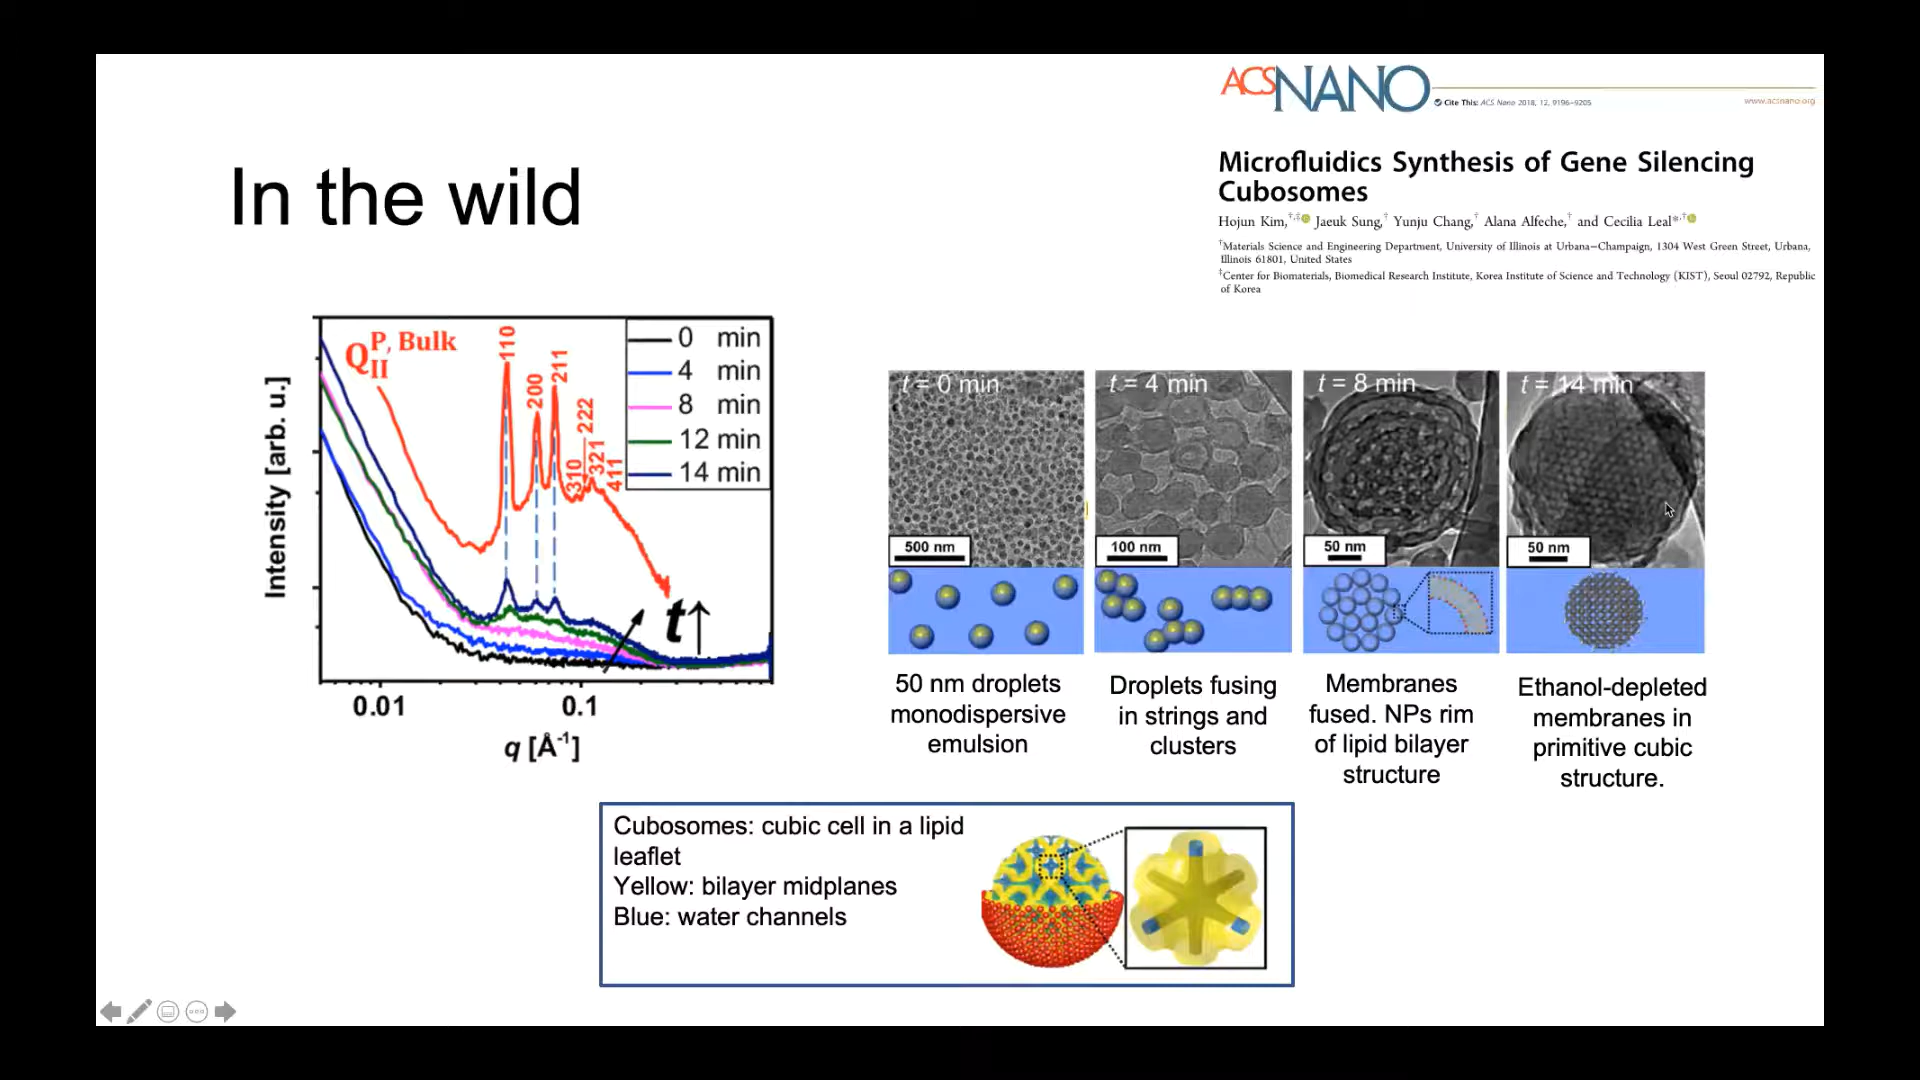 ACS NANO
Cite This: ACS Nano 2018, 12, 9196−9205
www.acsnano.org
Microfluidics Synthesis of Gene Silencing
Cubosomes
Hojun Kim,†,‡ Jaeuk Sung,† Yunju Chang,† Alana Alfeche,† and Cecilia Leal*,†
†Materials Science and Engineering Department, University of Illinois at Urbana−Champaign, 1304 West Green Street, Urbana,
Illinois 61801, United States
‡Center for Biomaterials, Biomedical Research Institute, Korea Institute of Science and Technology (KIST), Seoul 02792, Republic
of Korea
In the wild
Q_II^P, Bulk
110
200
211
310
222
321
411
0 min
4 min
8 min
12 min
14 min
t↑
Intensity [arb. u.]
0.01
0.1
q [Å⁻¹]
t = 0 min
500 nm
t = 4 min
100 nm
t = 8 min
50 nm
t = 14 min
50 nm
50 nm droplets
monodispersive
emulsion
Droplets fusing
in strings and
clusters
Membranes
fused. NPs rim
of lipid bilayer
structure
Ethanol-depleted
membranes in
primitive cubic
structure.
Cubosomes: cubic cell in a lipid
leaflet
Yellow: bilayer midplanes
Blue: water channels